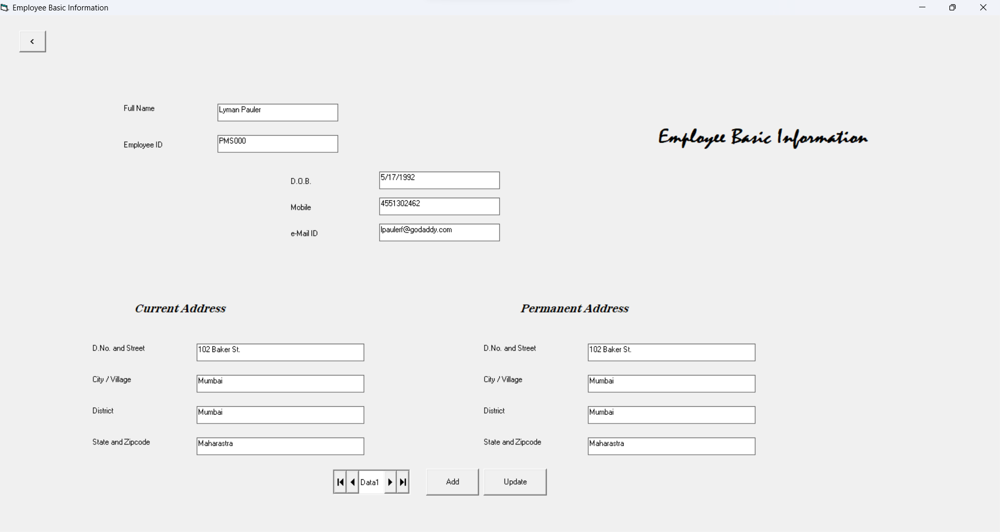 Employee Basic Information
<
Full Name
Lyman Pauler
Employee ID
PMS000
Employee Basic Information
D.O.B.
5/17/1992
Mobile
4551302462
e-Mail ID
lpaulerf@godaddy.com
Current Address
Permanent Address
D.No. and Street
102 Baker St.
D.No. and Street
102 Baker St.
City / Village
Mumbai
City / Village
Mumbai
District
Mumbai
District
Mumbai
State and Zipcode
Maharastra
State and Zipcode
Maharastra
Data1
Add
Update